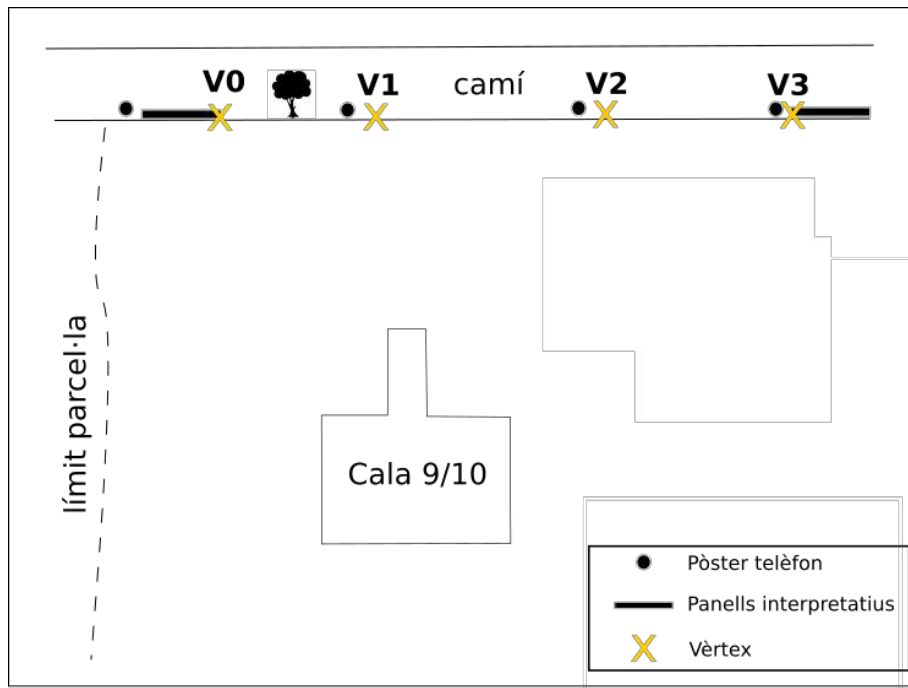 V0
V1
camí
V2
V3
límit parcel·la
Cala 9/10
Pòster telèfon
Panells interpretatius
Vèrtex